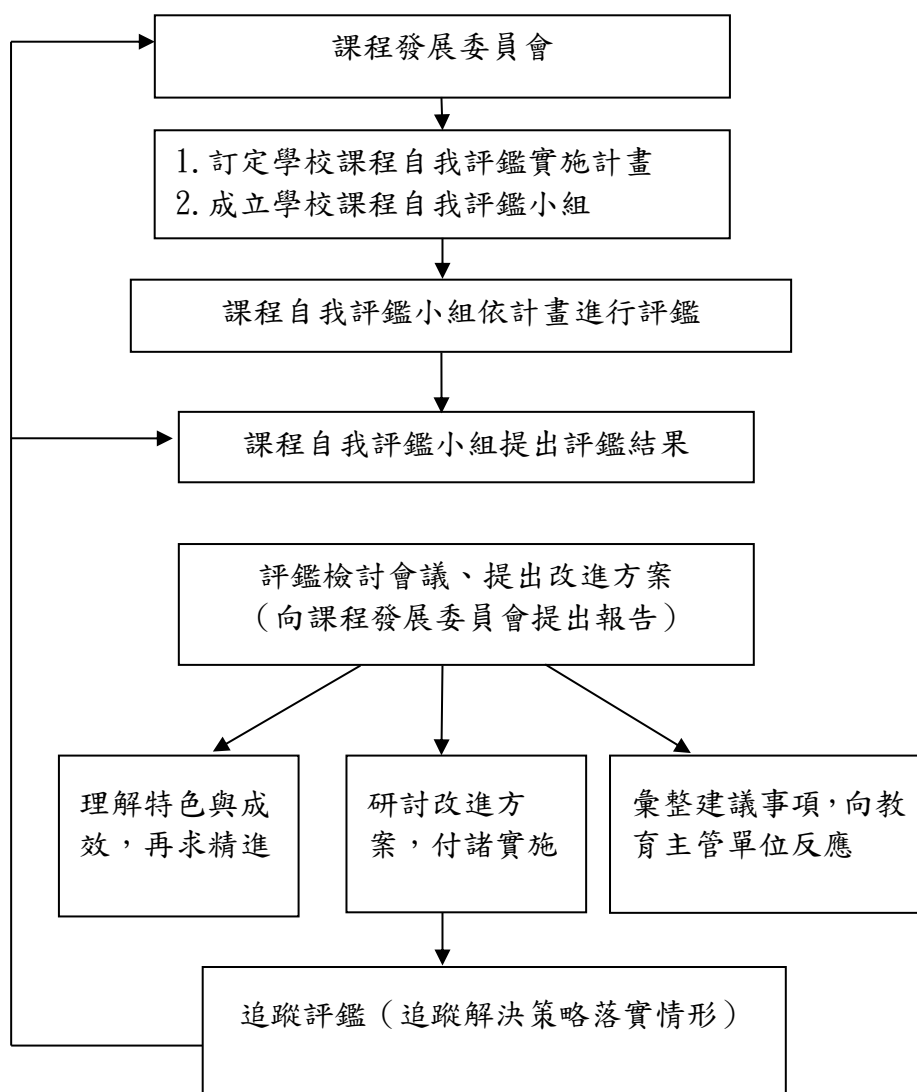 課程發展委員會
1.訂定學校課程自我評鑑實施計畫
2.成立學校課程自我評鑑小組
課程自我評鑑小組依計畫進行評鑑
課程自我評鑑小組提出評鑑結果
評鑑檢討會議、提出改進方案
（向課程發展委員會提出報告）
理解特色與成
效，再求精進
研討改進方
案，付諸實施
彙整建議事項，向教
育主管單位反應
追蹤評鑑（追蹤解決策略落實情形）